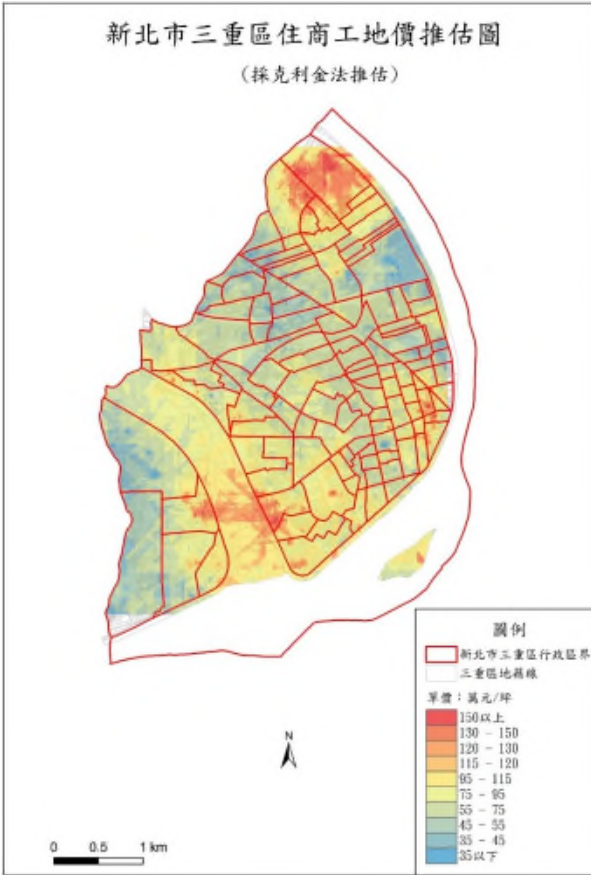 新北市三重區住商工地價推估圖
(採克利金法推估)
圖例
新北市三重區行政區界
三重區地籍線
單價：萬元/坪
150以上
130 - 150
120 - 130
115 - 120
95 - 115
75 - 95
55 - 75
45 - 55
35 - 45
35以下
N
0 0.5 1 km